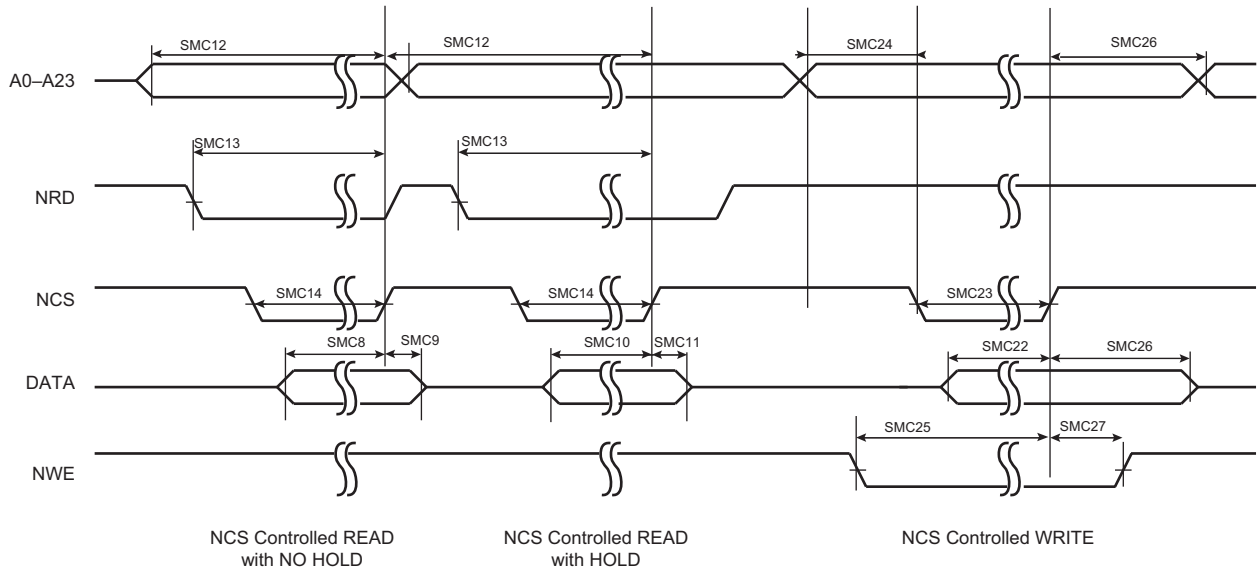 SMC12
SMC12
SMC24
SMC26
A0–A23
SMC13
SMC13
NRD
NCS
SMC14
SMC14
SMC23
SMC8
SMC9
SMC10
SMC11
SMC22
SMC26
DATA
SMC25
SMC27
NWE
NCS Controlled READ
with NO HOLD
NCS Controlled READ
with HOLD
NCS Controlled WRITE